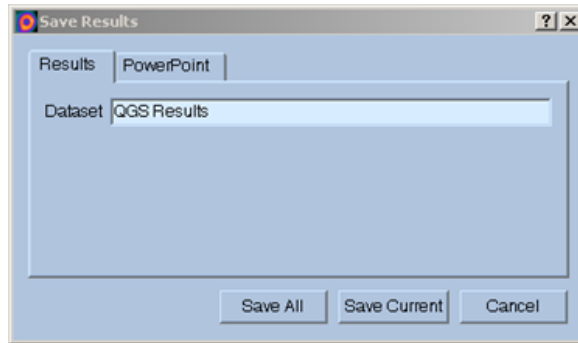 Save Results
Results PowerPoint
Dataset QGS Results
Save All Save Current Cancel